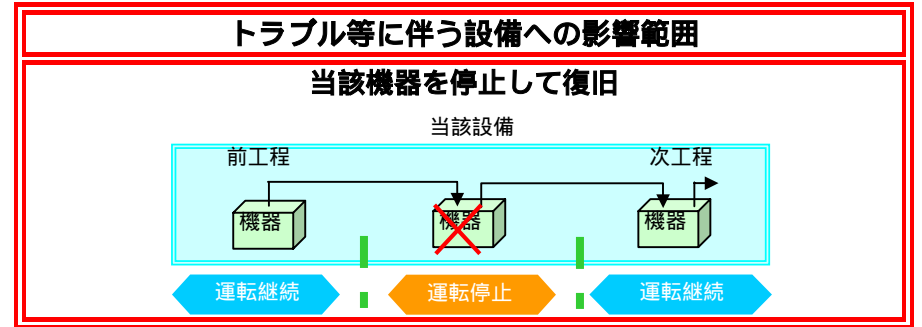 トラブル等に伴う設備への影響範囲
当該機器を停止して復旧
当該設備
前工程
次工程
機器
機器
機器
運転継続
運転停止
運転継続